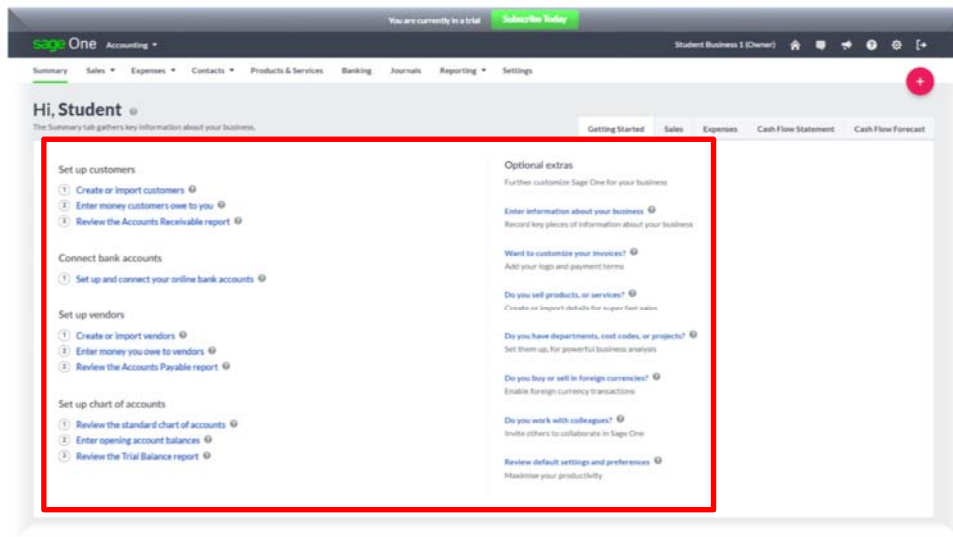 You are currently in a trial Subscribe Today
sage One Accounting Student Business 1 (Owner)
Summary Sales Expenses Contacts Products & Services Banking Journals Reporting Settings
+
Hi, Student
The Summary tab gathers key information about your business.
Getting Started Sales Expenses Cash Flow Statement Cash Flow Forecast
Set up customers
1 Create or import customers
2 Enter money customers owe to you
3 Review the Accounts Receivable report
Connect bank accounts
1 Set up and connect your online bank accounts
Set up vendors
1 Create or import vendors
2 Enter money you owe to vendors
3 Review the Accounts Payable report
Set up chart of accounts
1 Review the standard chart of accounts
2 Enter opening account balances
3 Review the Trial Balance report
Optional extras
Further customize Sage One for your business
Enter information about your business
Record key pieces of information about your business
Want to customize your invoices?
Add your logo and payment terms
Do you sell products, or services?
Create or import details for super fast sales
Do you have departments, cost codes, or projects?
Set them up, for powerful business analysis
Do you buy or sell in foreign currencies?
Enable foreign currency transactions
Do you work with colleagues?
Invite others to collaborate in Sage One
Review default settings and preferences
Maximise your productivity